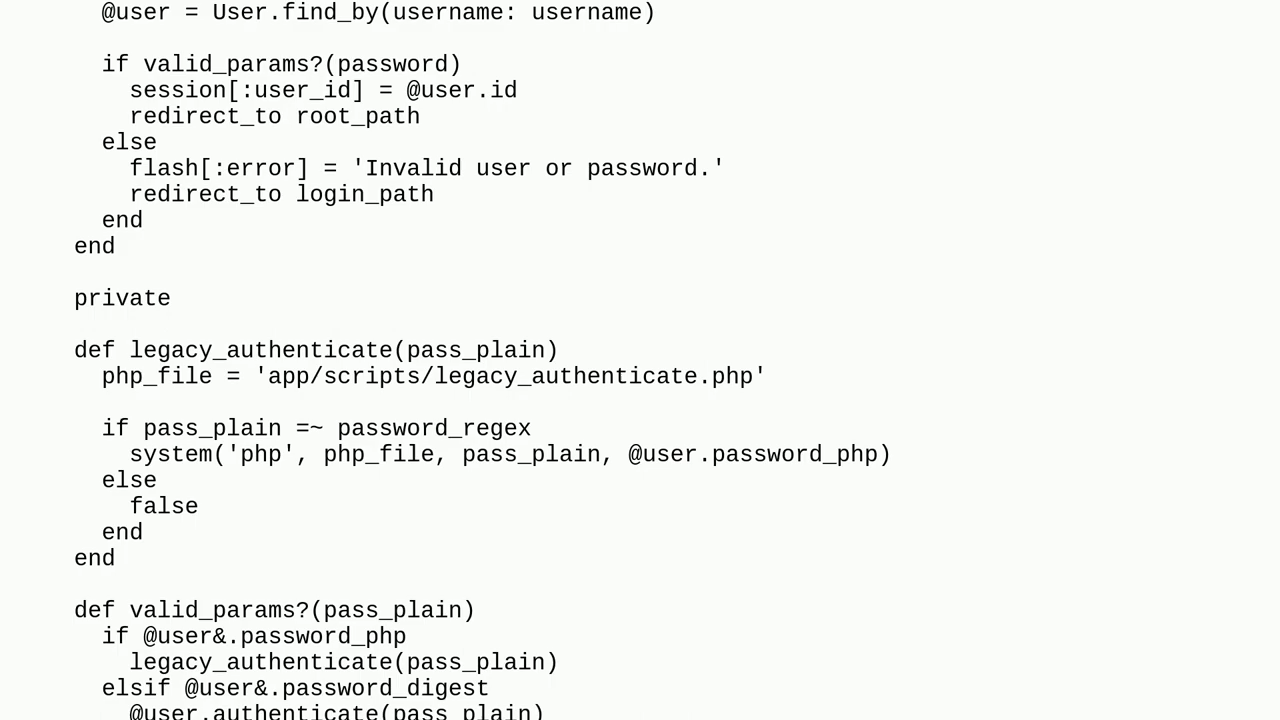 @user = User.find_by(username: username)
if valid_params?(password)
session[:user_id] = @user.id
redirect_to root_path
else
flash[:error] = 'Invalid user or password.'
redirect_to login_path
end
end
private
def legacy_authenticate(pass_plain)
php_file = 'app/scripts/legacy_authenticate.php'
if pass_plain =~ password_regex
system('php', php_file, pass_plain, @user.password_php)
else
false
end
end
def valid_params?(pass_plain)
if @user&.password_php
legacy_authenticate(pass_plain)
elsif @user&.password_digest
@user.authenticate(pass_plain)